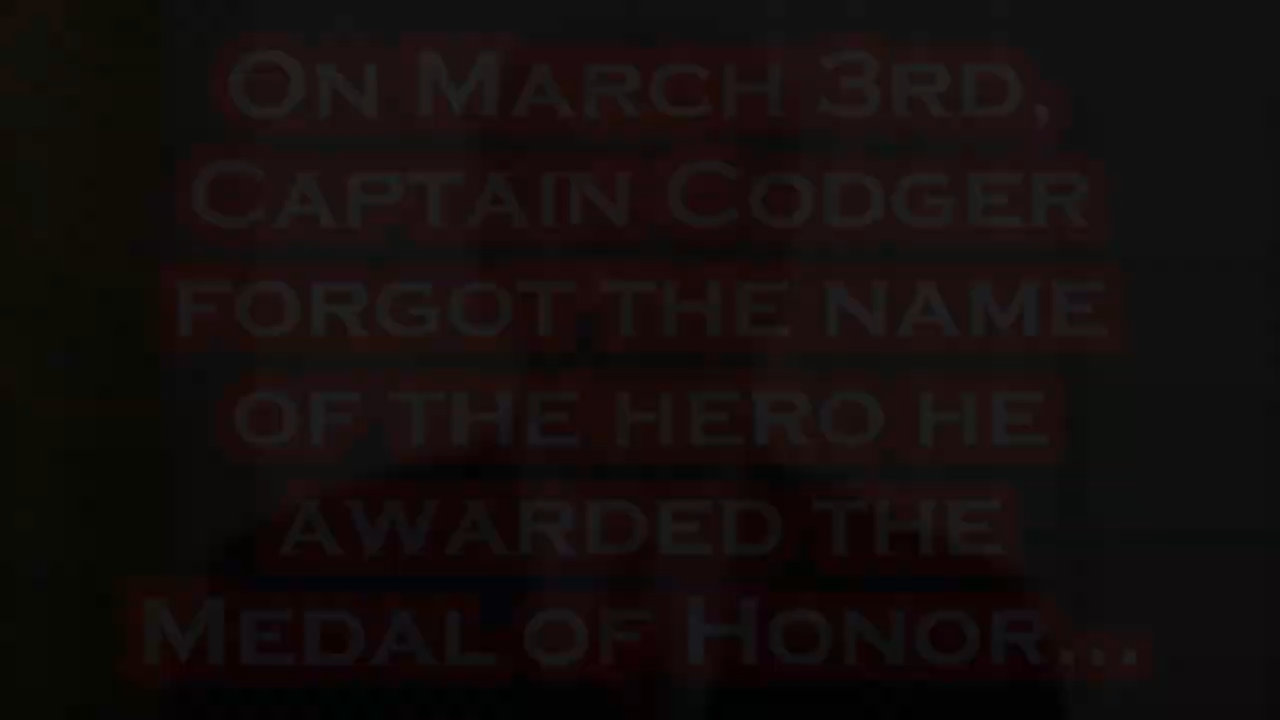 On March 3rd,
Captain Codger
forgot the name
of the hero he
awarded the
Medal of Honor...